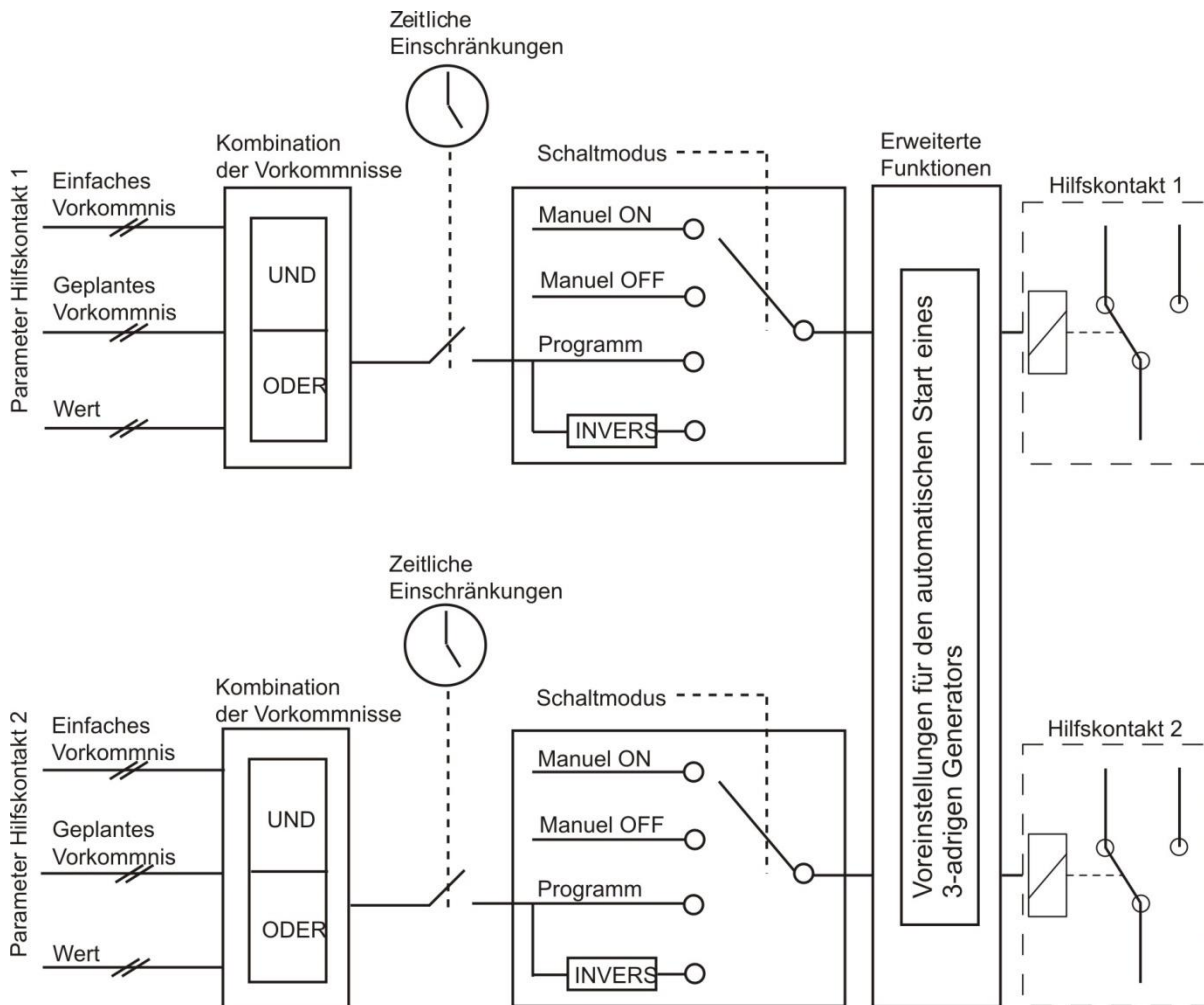 Zeitliche
Einschränkungen
Kombination
der Vorkommnisse
Schaltmodus
Erweiterte
Funktionen
Hilfskontakt 1
Parameter Hilfskontakt 1
Einfaches
Vorkommnis
Geplantes
Vorkommnis
Wert
UND
ODER
Manuel ON
Manuel OFF
Programm
INVERS
Voreinstellungen für den automatischen Start eines
3-adrigen Generators
Zeitliche
Einschränkungen
Kombination
der Vorkommnisse
Schaltmodus
Hilfskontakt 2
Parameter Hilfskontakt 2
Einfaches
Vorkommnis
Geplantes
Vorkommnis
Wert
UND
ODER
Manuel ON
Manuel OFF
Programm
INVERS